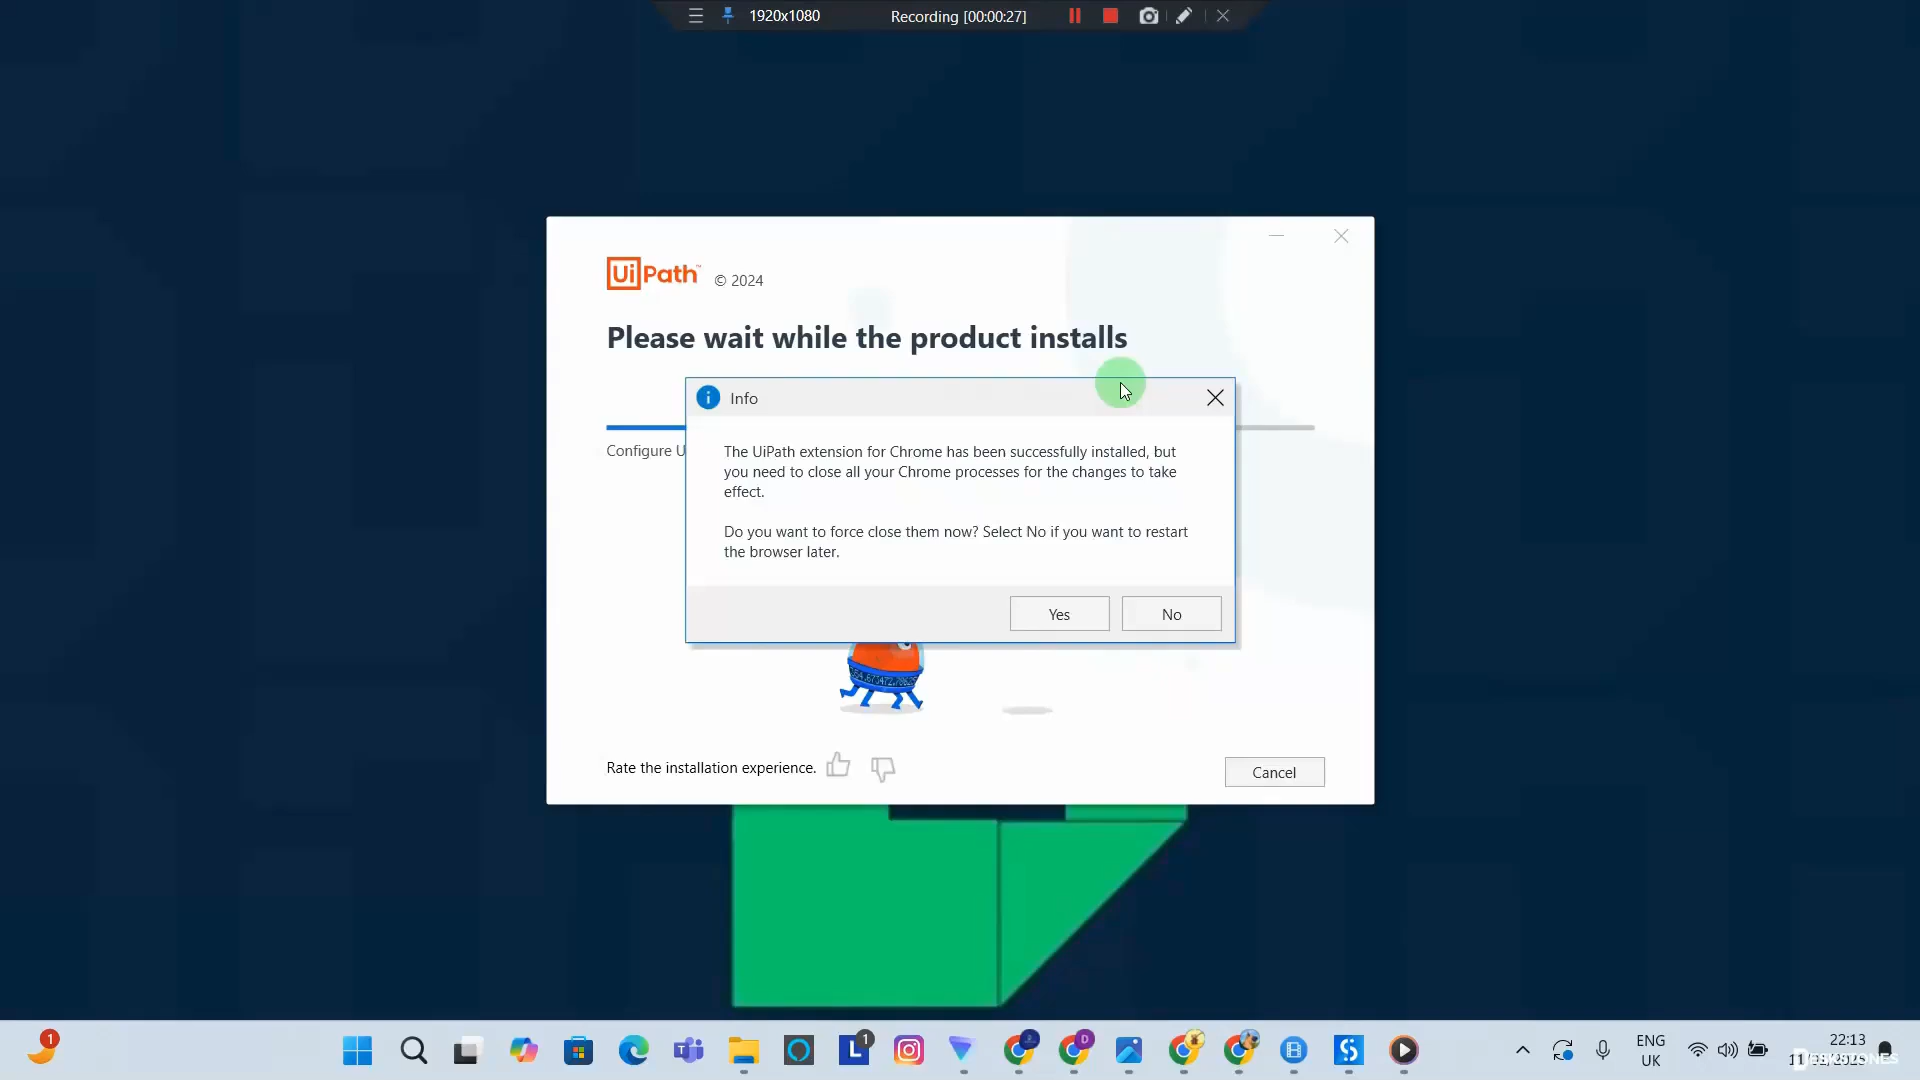 1920x1080
Recording [00:00:27]
UiPath™ © 2024
Please wait while the product installs
Info
Configure U
The UiPath extension for Chrome has been successfully installed, but
you need to close all your Chrome processes for the changes to take
effect.
Do you want to force close them now? Select No if you want to restart
the browser later.
Yes
No
Rate the installation experience.
Cancel
1
1
D
ENG
UK
22:13